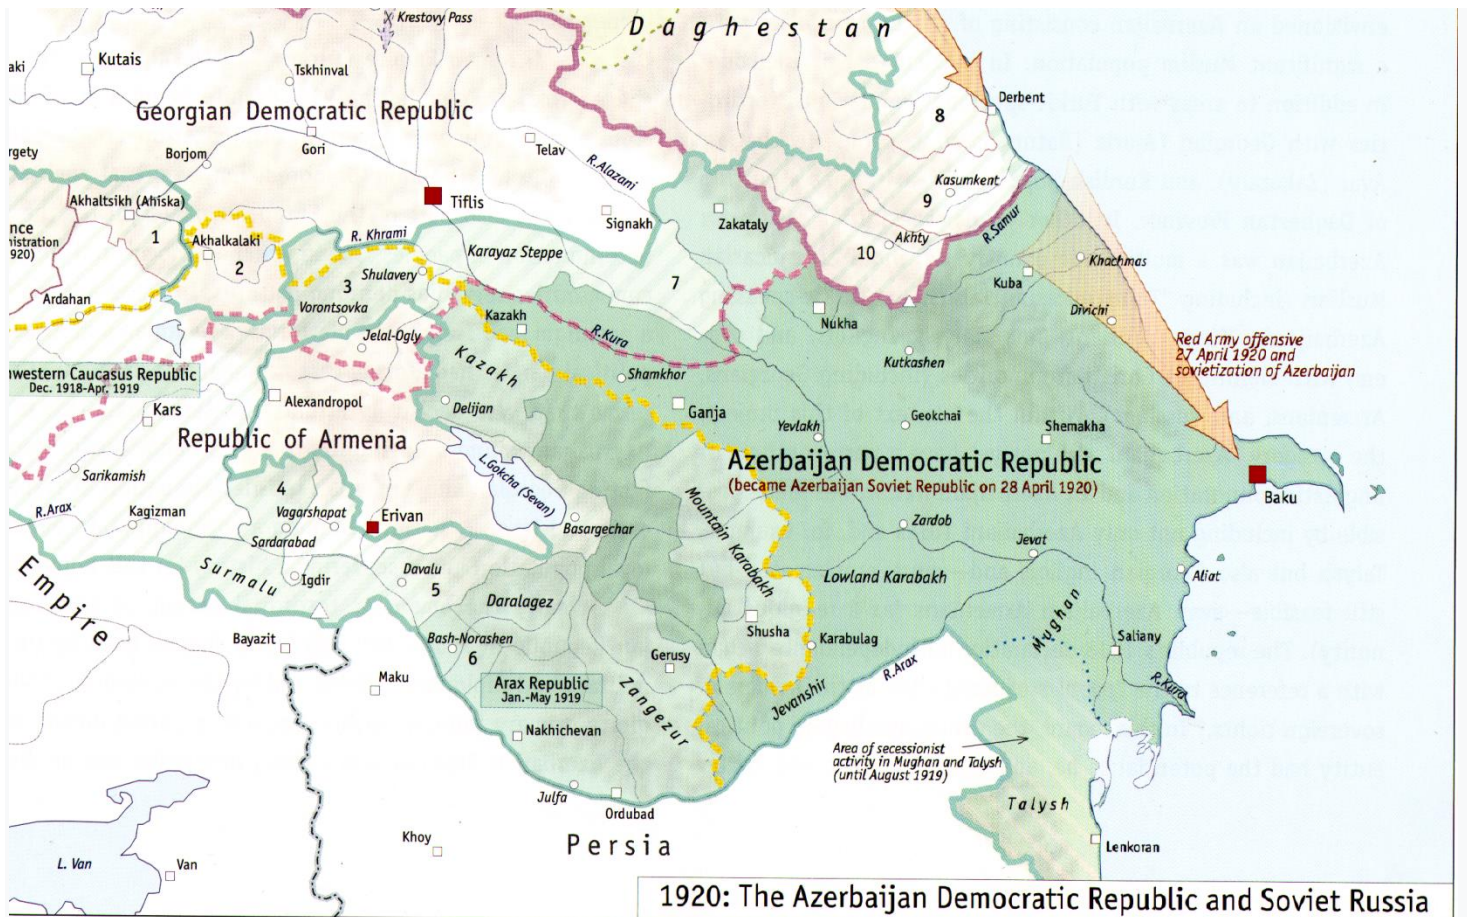 Krestovy Pass
Daghestan
aki
Kutais
Tskhinval
Derbent
Georgian Democratic Republic
8
Gori
Telav
rgety
Borjom
R.Alazani
Kasumkent
Akhaltsikh (Ahiska)
Tiflis
9
Signakh
Zakataly
R.Samur
nce
nistration
920)
1
Akhalkalaki
R. Khrami
Karayaz Steppe
Akhty
10
2
Shulavery
3
7
Khachmas
Kuba
Ardahan
Vorontsovka
Kazakh
R.Kura
Nukha
Divichi
Jelal-Ogly
Kazakh
Kutkashen
Red Army offensive
27 April 1920 and
sovietization of Azerbaijan
hwestern Caucasus Republic
Dec. 1918-Apr. 1919
Shamkhor
Kars
Alexandropol
Delijan
Ganja
Yevlakh
Geokchai
Shemakha
Republic of Armenia
Azerbaijan Democratic Republic
(became Azerbaijan Soviet Republic on 28 April 1920)
Sarikamish
L.Gokcha (Sevan)
Baku
4
R.Arax
Kagizman
Vagarshapat
Erivan
Sardarabad
Basargechar
Mountain Karabakh
Zardob
Jevat
Empire
Surmalu
Igdir
Davalu
5
Daralagez
Lowland Karabakh
Aliat
Mughan
Bayazit
Bash-Norashen
6
Shusha
Karabulag
Saliany
Gerusy
R.Arax
Maku
Arax Republic
Jan.-May 1919
Zangezur
Jevanshir
R.Kura
Nakhichevan
Area of secessionist
activity in Mughan and Talysh
(until August 1919)
Julfa
Ordubad
Talysh
Khoy
Persia
Lenkoran
L. Van
Van
1920: The Azerbaijan Democratic Republic and Soviet Russia